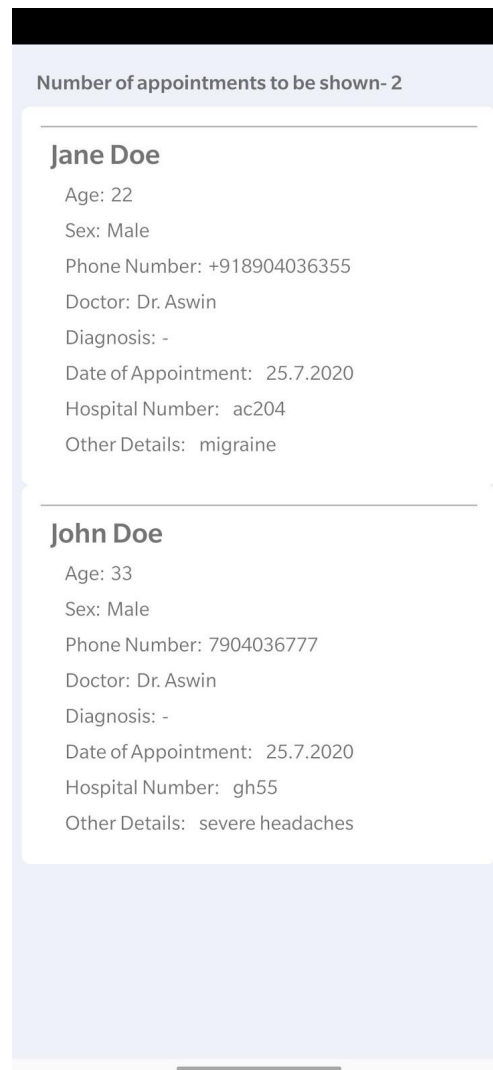 Number of appointments to be shown- 2
Jane Doe
Age: 22
Sex: Male
Phone Number: +918904036355
Doctor: Dr. Aswin
Diagnosis: -
Date of Appointment: 25.7.2020
Hospital Number: ac204
Other Details: migraine
John Doe
Age: 33
Sex: Male
Phone Number: 7904036777
Doctor: Dr. Aswin
Diagnosis: -
Date of Appointment: 25.7.2020
Hospital Number: gh55
Other Details: severe headaches